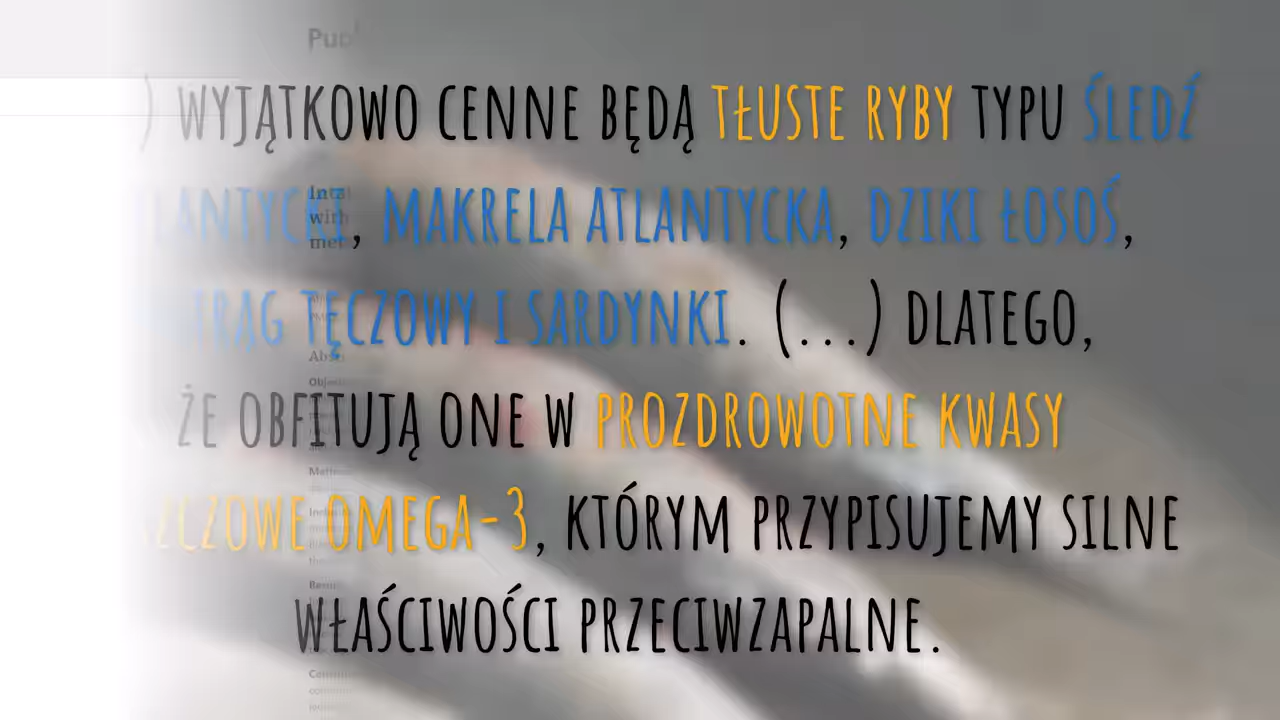 ) WYJĄTKOWO CENNE BĘDĄ TŁUSTE RYBY TYPU ŚLEDŹ
, MAKRELA ATLANTYCKA, DZIKI ŁOSOŚ,
TĘCZOWY I SARDYNKI. (...) DLATEGO,
ŻE OBFITUJĄ ONE W PROZDROWOTNE KWASY
OMEGA-3, KTÓRYM PRZYPISUJEMY SILNE
WŁAŚCIWOŚCI PRZECIWZAPALNE.
with